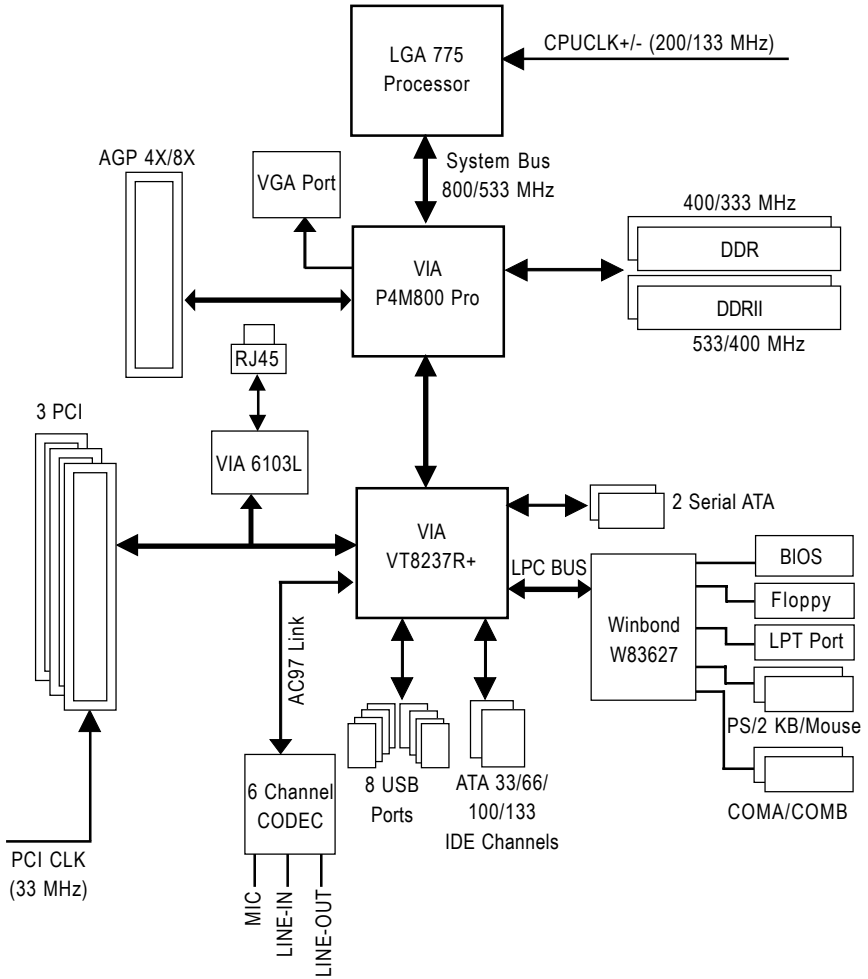 LGA 775
Processor
CPUCLK+/- (200/133 MHz)
System Bus
800/533 MHz
AGP 4X/8X
VGA Port
VIA
P4M800 Pro
400/333 MHz
DDR
DDRII
533/400 MHz
RJ45
3 PCI
VIA 6103L
VIA
VT8237R+
2 Serial ATA
LPC BUS
Winbond
W83627
BIOS
Floppy
LPT Port
PS/2 KB/Mouse
COMA/COMB
AC97 Link
8 USB
Ports
ATA 33/66/
100/133
IDE Channels
6 Channel
CODEC
MIC
LINE-IN
LINE-OUT
PCI CLK
(33 MHz)